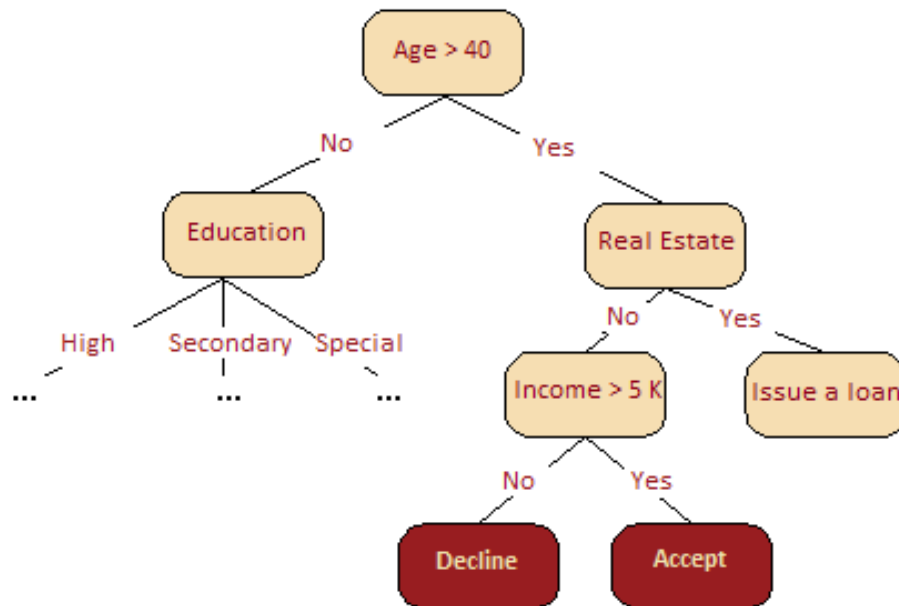 Age > 40
No
Yes
Education
Real Estate
High
Secondary
Special
No
Yes
...
...
...
Income > 5 K
Issue a loan
No
Yes
Decline
Accept